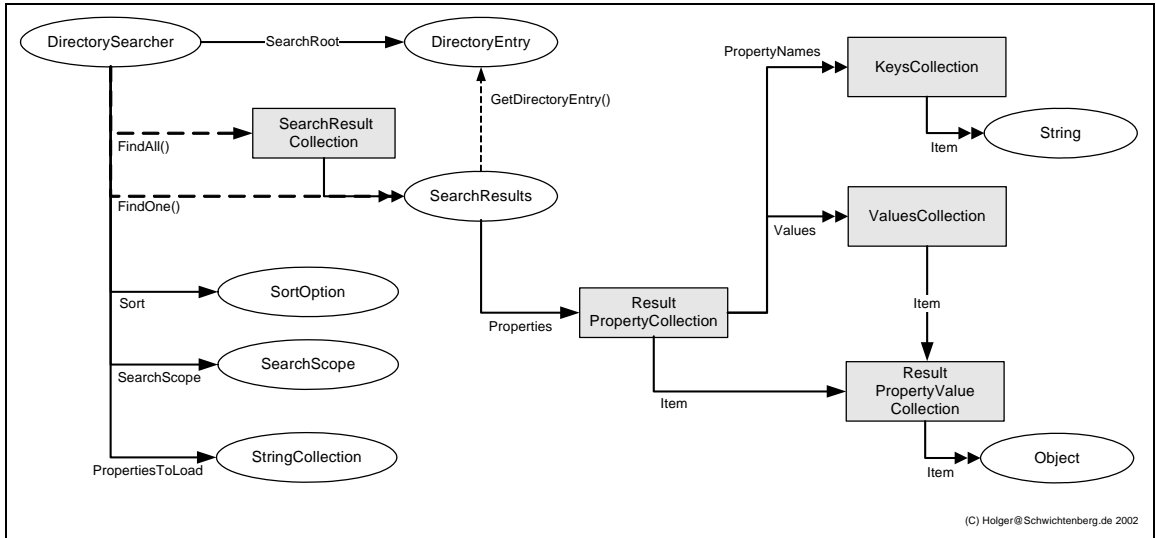 DirectorySearcher
SearchRoot
DirectoryEntry
PropertyNames
KeysCollection
GetDirectoryEntry()
SearchResult
Collection
FindAll()
String
Item
SearchResults
FindOne()
ValuesCollection
Values
SortOption
Sort
Item
Result
PropertyCollection
Properties
SearchScope
SearchScope
Result
PropertyValue
Collection
Item
StringCollection
PropertiesToLoad
Object
Item
(C) Holger@Schwichtenberg.de 2002